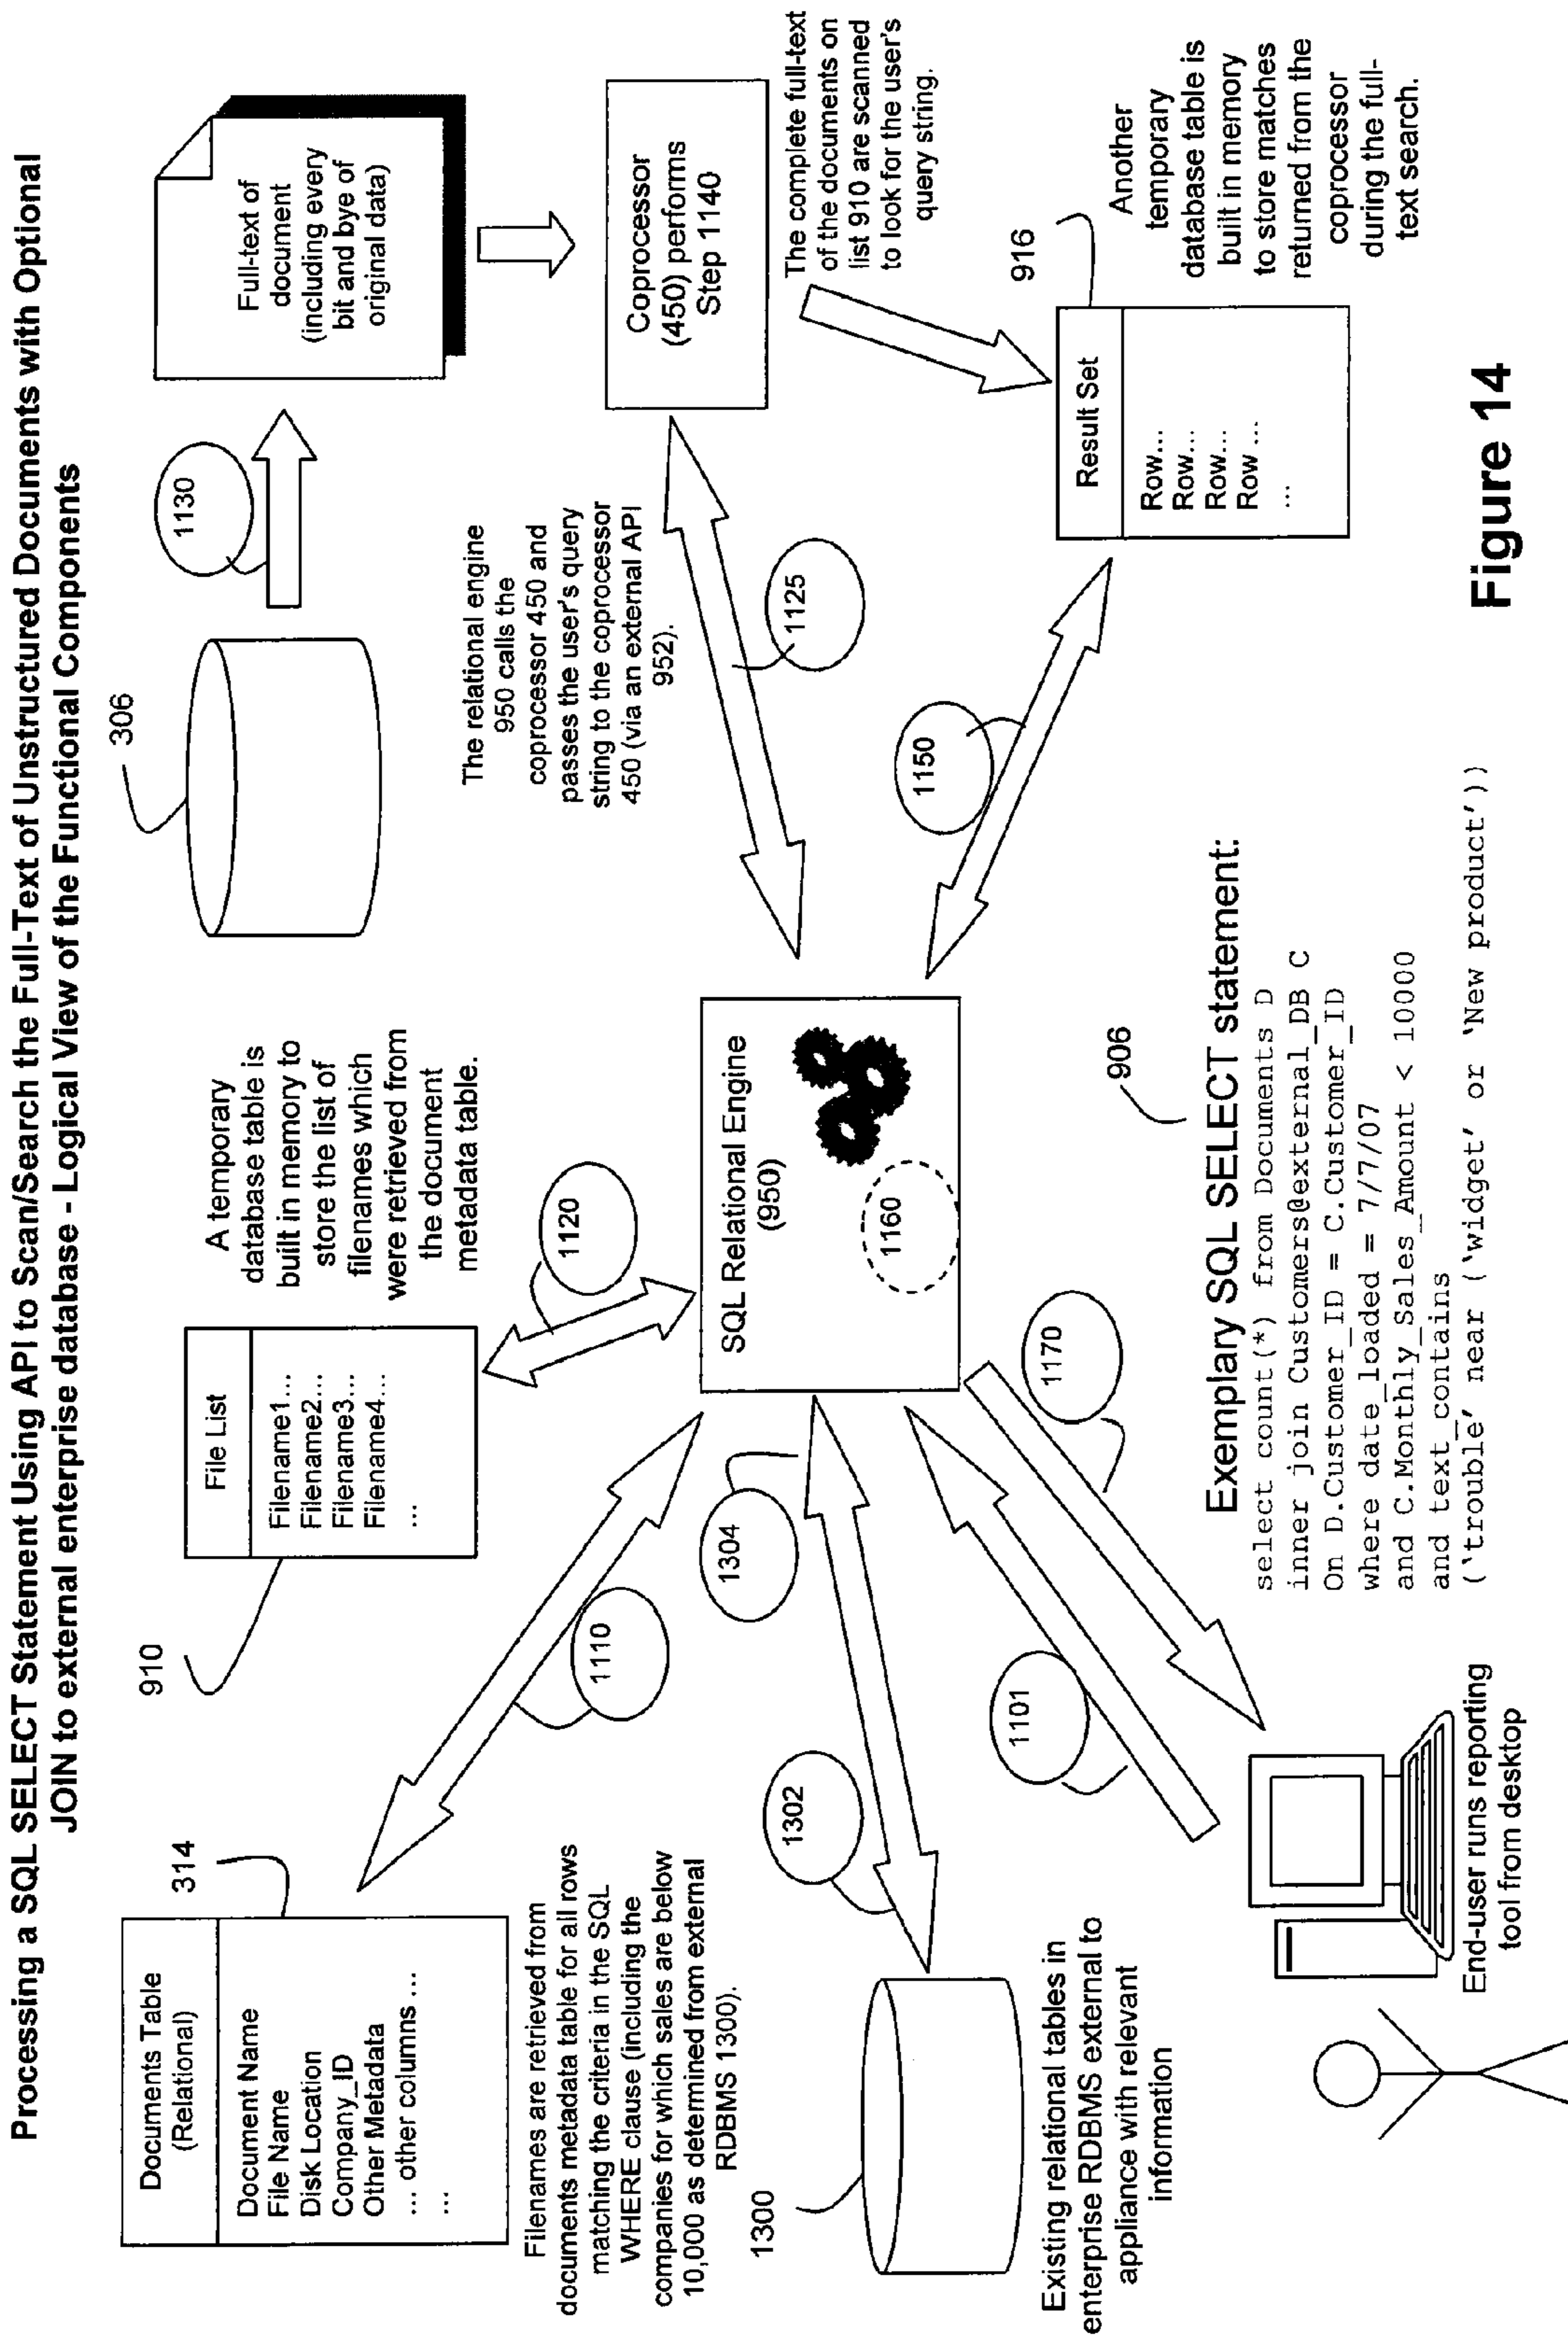 Processing a SQL SELECT Statement Using API to Scan/Search the Full-Text of Unstructured Documents with Optional
JOIN to external enterprise database - Logical View of the Functional Components
314
Documents Table
(Relational)
Document Name
File Name
Disk Location
Company_ID
Other Metadata
... other columns ...
...
Filenames are retrieved from
documents metadata table for all rows
matching the criteria in the SQL
WHERE clause (including the
companies for which sales are below
10,000 as determined from external
RDBMS 1300).
910
File List
Filename1...
Filename2...
Filename3...
Filename4...
...
A temporary
database table is
built in memory to
store the list of
filenames which
were retrieved from
the document
metadata table.
306
1130
Full-text of
document
(including every
bit and bye of
original data)
1110
1120
The relational engine
950 calls the
coprocessor 450 and
passes the user's query
string to the coprocessor
450 (via an external API
952).
Coprocessor
(450) performs
Step 1140
The complete full-text
of the documents on
list 910 are scanned
to look for the user's
query string.
1300
1302
1304
SQL Relational Engine
(950)
1160
1125
1150
916
Existing relational tables in
enterprise RDBMS external to
appliance with relevant
information
1101
1170
Result Set
Row...
Row...
Row...
Row ...
...
Another
temporary
database table is
built in memory
to store matches
returned from the
coprocessor
during the full-
text search.
906
Exemplary SQL SELECT statement:
select count(*) from Documents D
inner join Customers@external_DB C
On D.Customer_ID = C.Customer_ID
where date_loaded = 7/7/07
and C.Monthly_Sales_Amount < 10000
and text_contains
('trouble' near ('widget' or 'New product'))
End-user runs reporting
tool from desktop
Figure 14